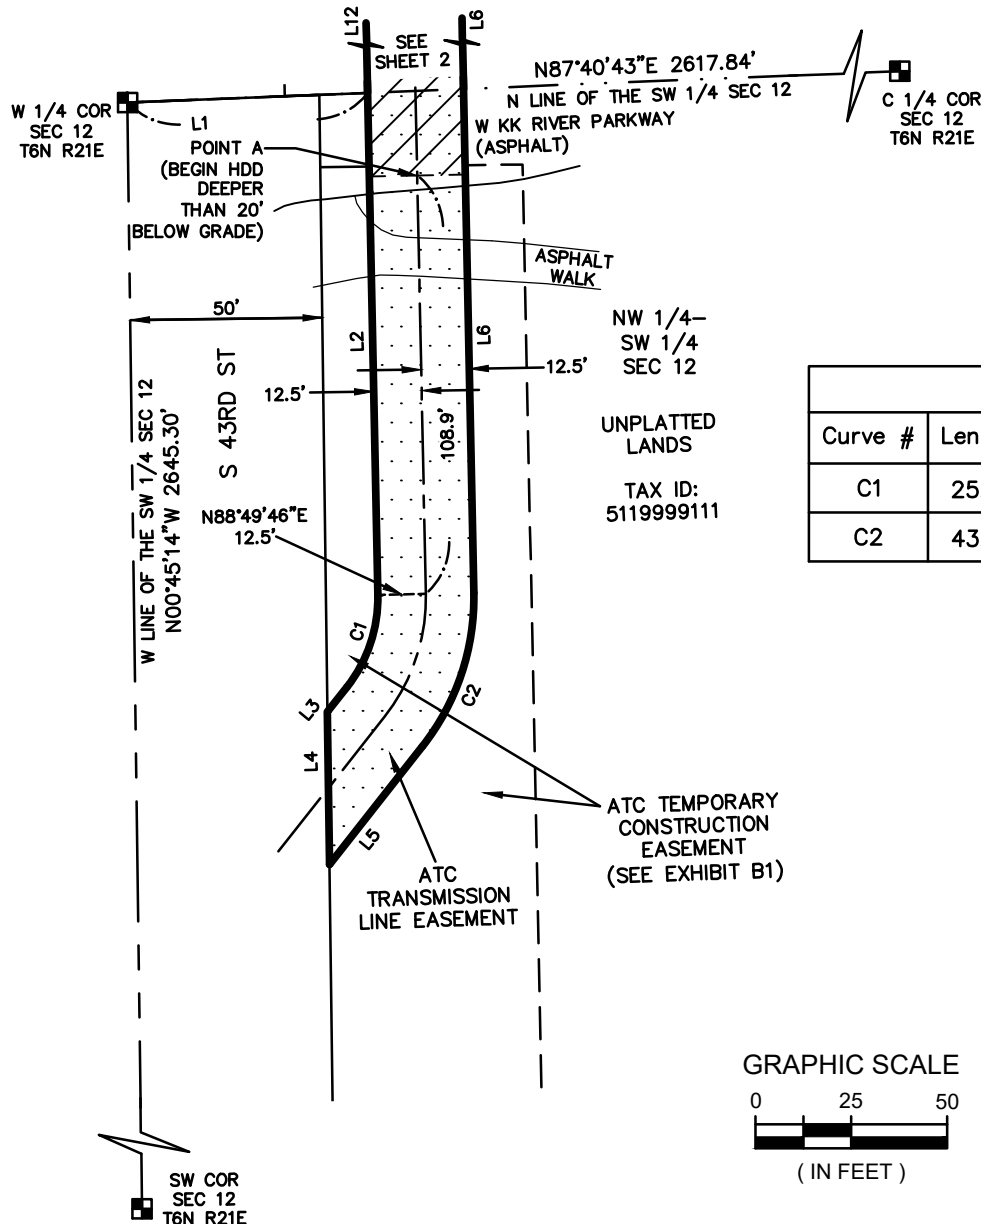 L12
L6
SEE
SHEET 2
N87°40'43"E 2617.84'
N LINE OF THE SW 1/4 SEC 12
W 1/4 COR
SEC 12
T6N R21E
C 1/4 COR
SEC 12
T6N R21E
L1
W KK RIVER PARKWAY
(ASPHALT)
POINT A
(BEGIN HDD
DEEPER
THAN 20'
BELOW GRADE)
ASPHALT
WALK
50'
L2
L6
NW 1/4–
SW 1/4
SEC 12
12.5'
12.5'
S 43RD ST
108.9'
UNPLATTED
LANDS
TAX ID:
5119999111
Curve # Len
C1 25
C2 43
W LINE OF THE SW 1/4 SEC 12
N00°45'14"W 2645.30'
N88°49'46"E
12.5'
C1
C2
L3
L4
L5
ATC TEMPORARY
CONSTRUCTION
EASEMENT
(SEE EXHIBIT B1)
ATC
TRANSMISSION
LINE EASEMENT
GRAPHIC SCALE
0 25 50
( IN FEET )
SW COR
SEC 12
T6N R21E